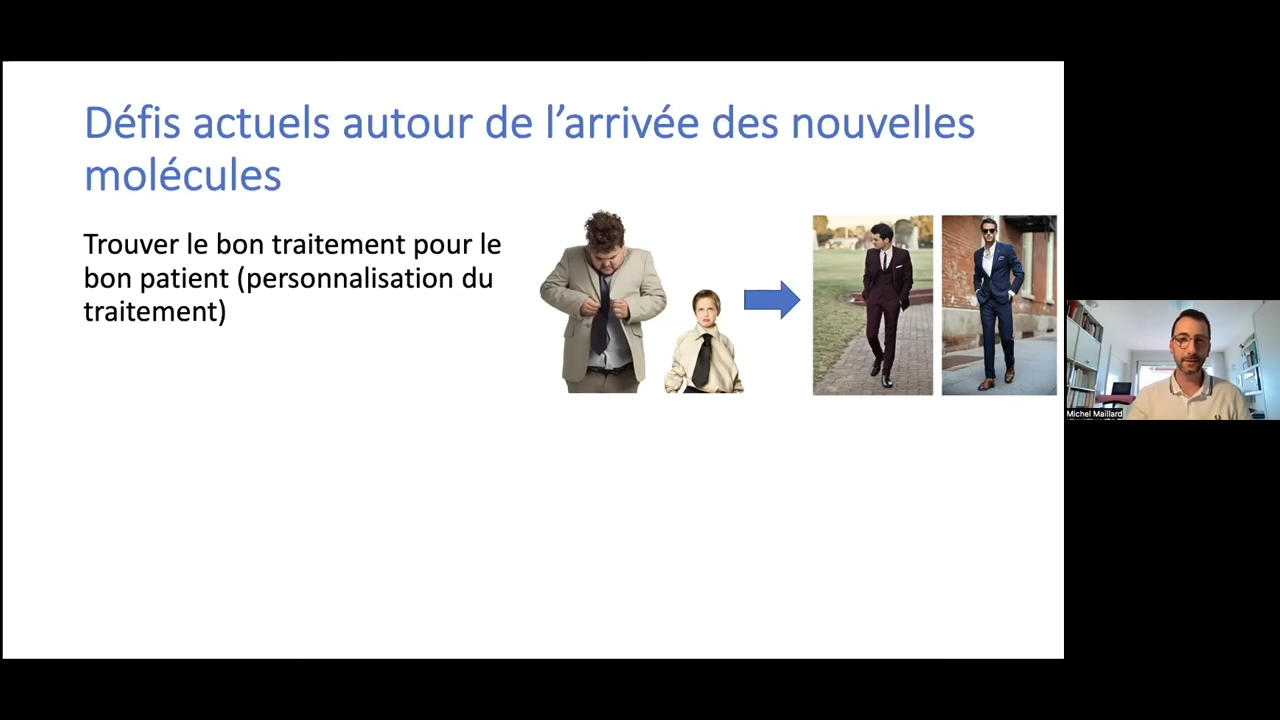 Défis actuels autour de l’arrivée des nouvelles
molécules
Trouver le bon traitement pour le
bon patient (personnalisation du
traitement)
Michel Maillard